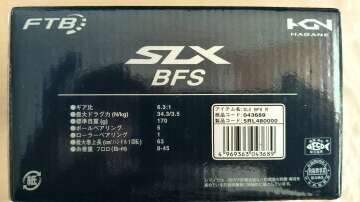 FTB
HAGANE
SLX
BFS
●ギア比 6.3:1
●最大ドラグ力(N/kg) 34.3/3.5
●標準自重(g) 170
●ボールベアリング 5
●ローラーベアリング 1
●最大巻上長(cm/ハンドル1回転) 63
●糸巻量 フロロ(lb-m) 8-45
アイテム名: SLX BFS R
商品コード: 043689
製品コード: SRL480000
4 969363 043689
紙